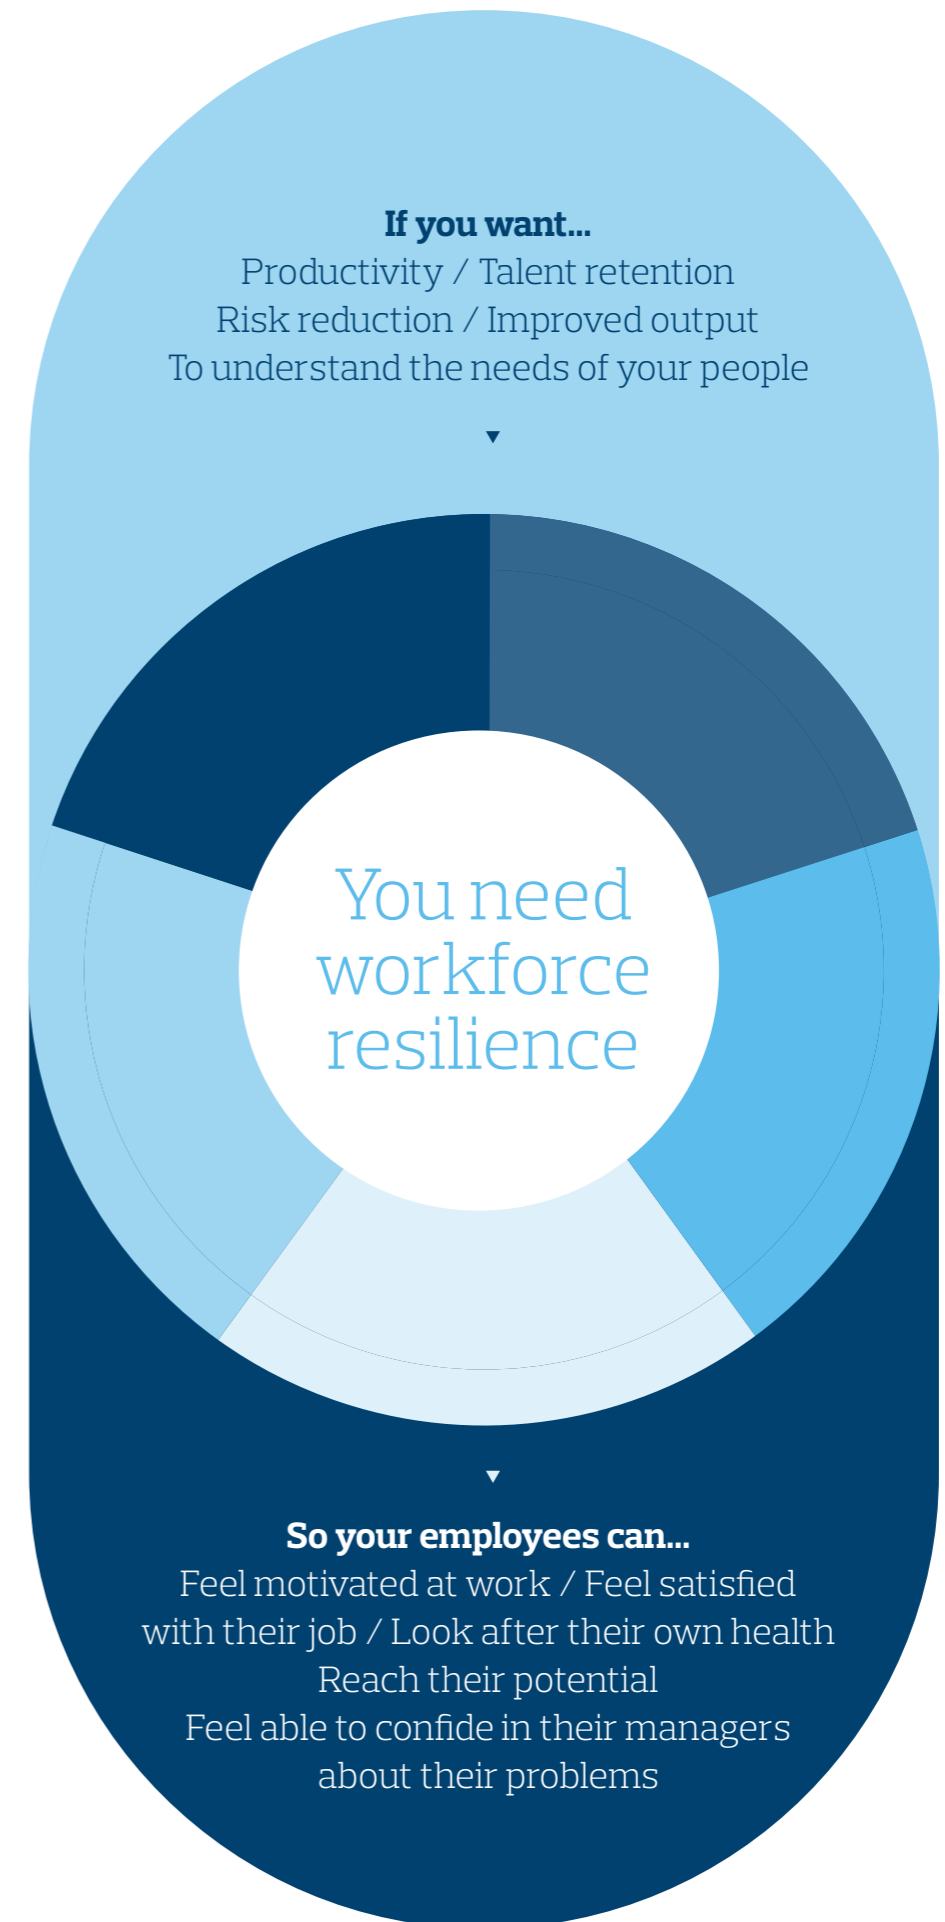 If you want...
Productivity / Talent retention
Risk reduction / Improved output
To understand the needs of your people
You need
workforce
resilience
So your employees can...
Feel motivated at work / Feel satisfied
with their job / Look after their own health
Reach their potential
Feel able to confide in their managers
about their problems